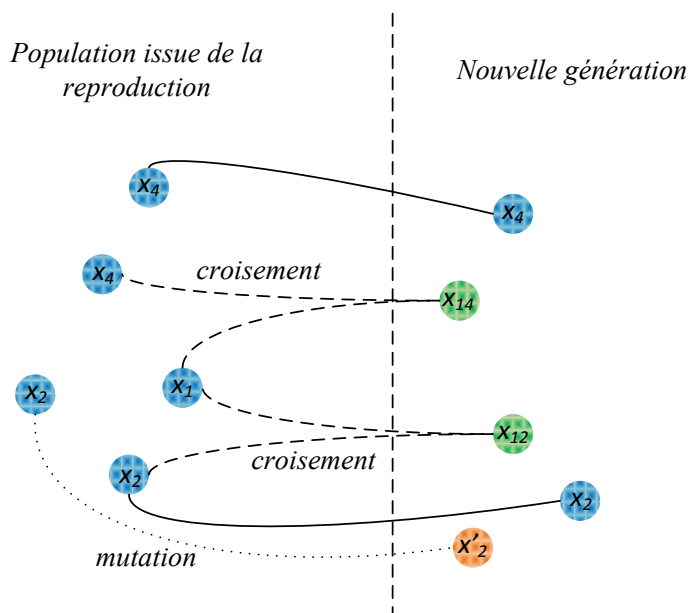 Population issue de la
reproduction
Nouvelle génération
x4
x4
x4
croisement
x14
x1
x2
x12
croisement
x2
x2
mutation
x'2